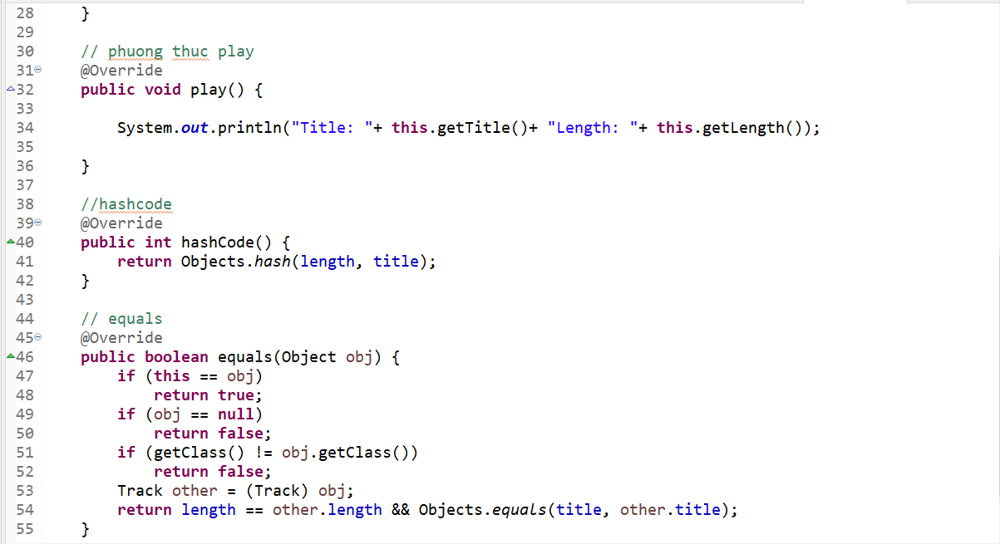 28 }
29
30 // phuong thuc play
31 @Override
32 public void play() {
33
34 System.out.println("Title: "+ this.getTitle()+ "Length: "+ this.getLength());
35
36 }
37
38 //hashcode
39 @Override
40 public int hashCode() {
41 return Objects.hash(length, title);
42 }
43
44 // equals
45 @Override
46 public boolean equals(Object obj) {
47 if (this == obj)
48 return true;
49 if (obj == null)
50 return false;
51 if (getClass() != obj.getClass())
52 return false;
53 Track other = (Track) obj;
54 return length == other.length && Objects.equals(title, other.title);
55 }